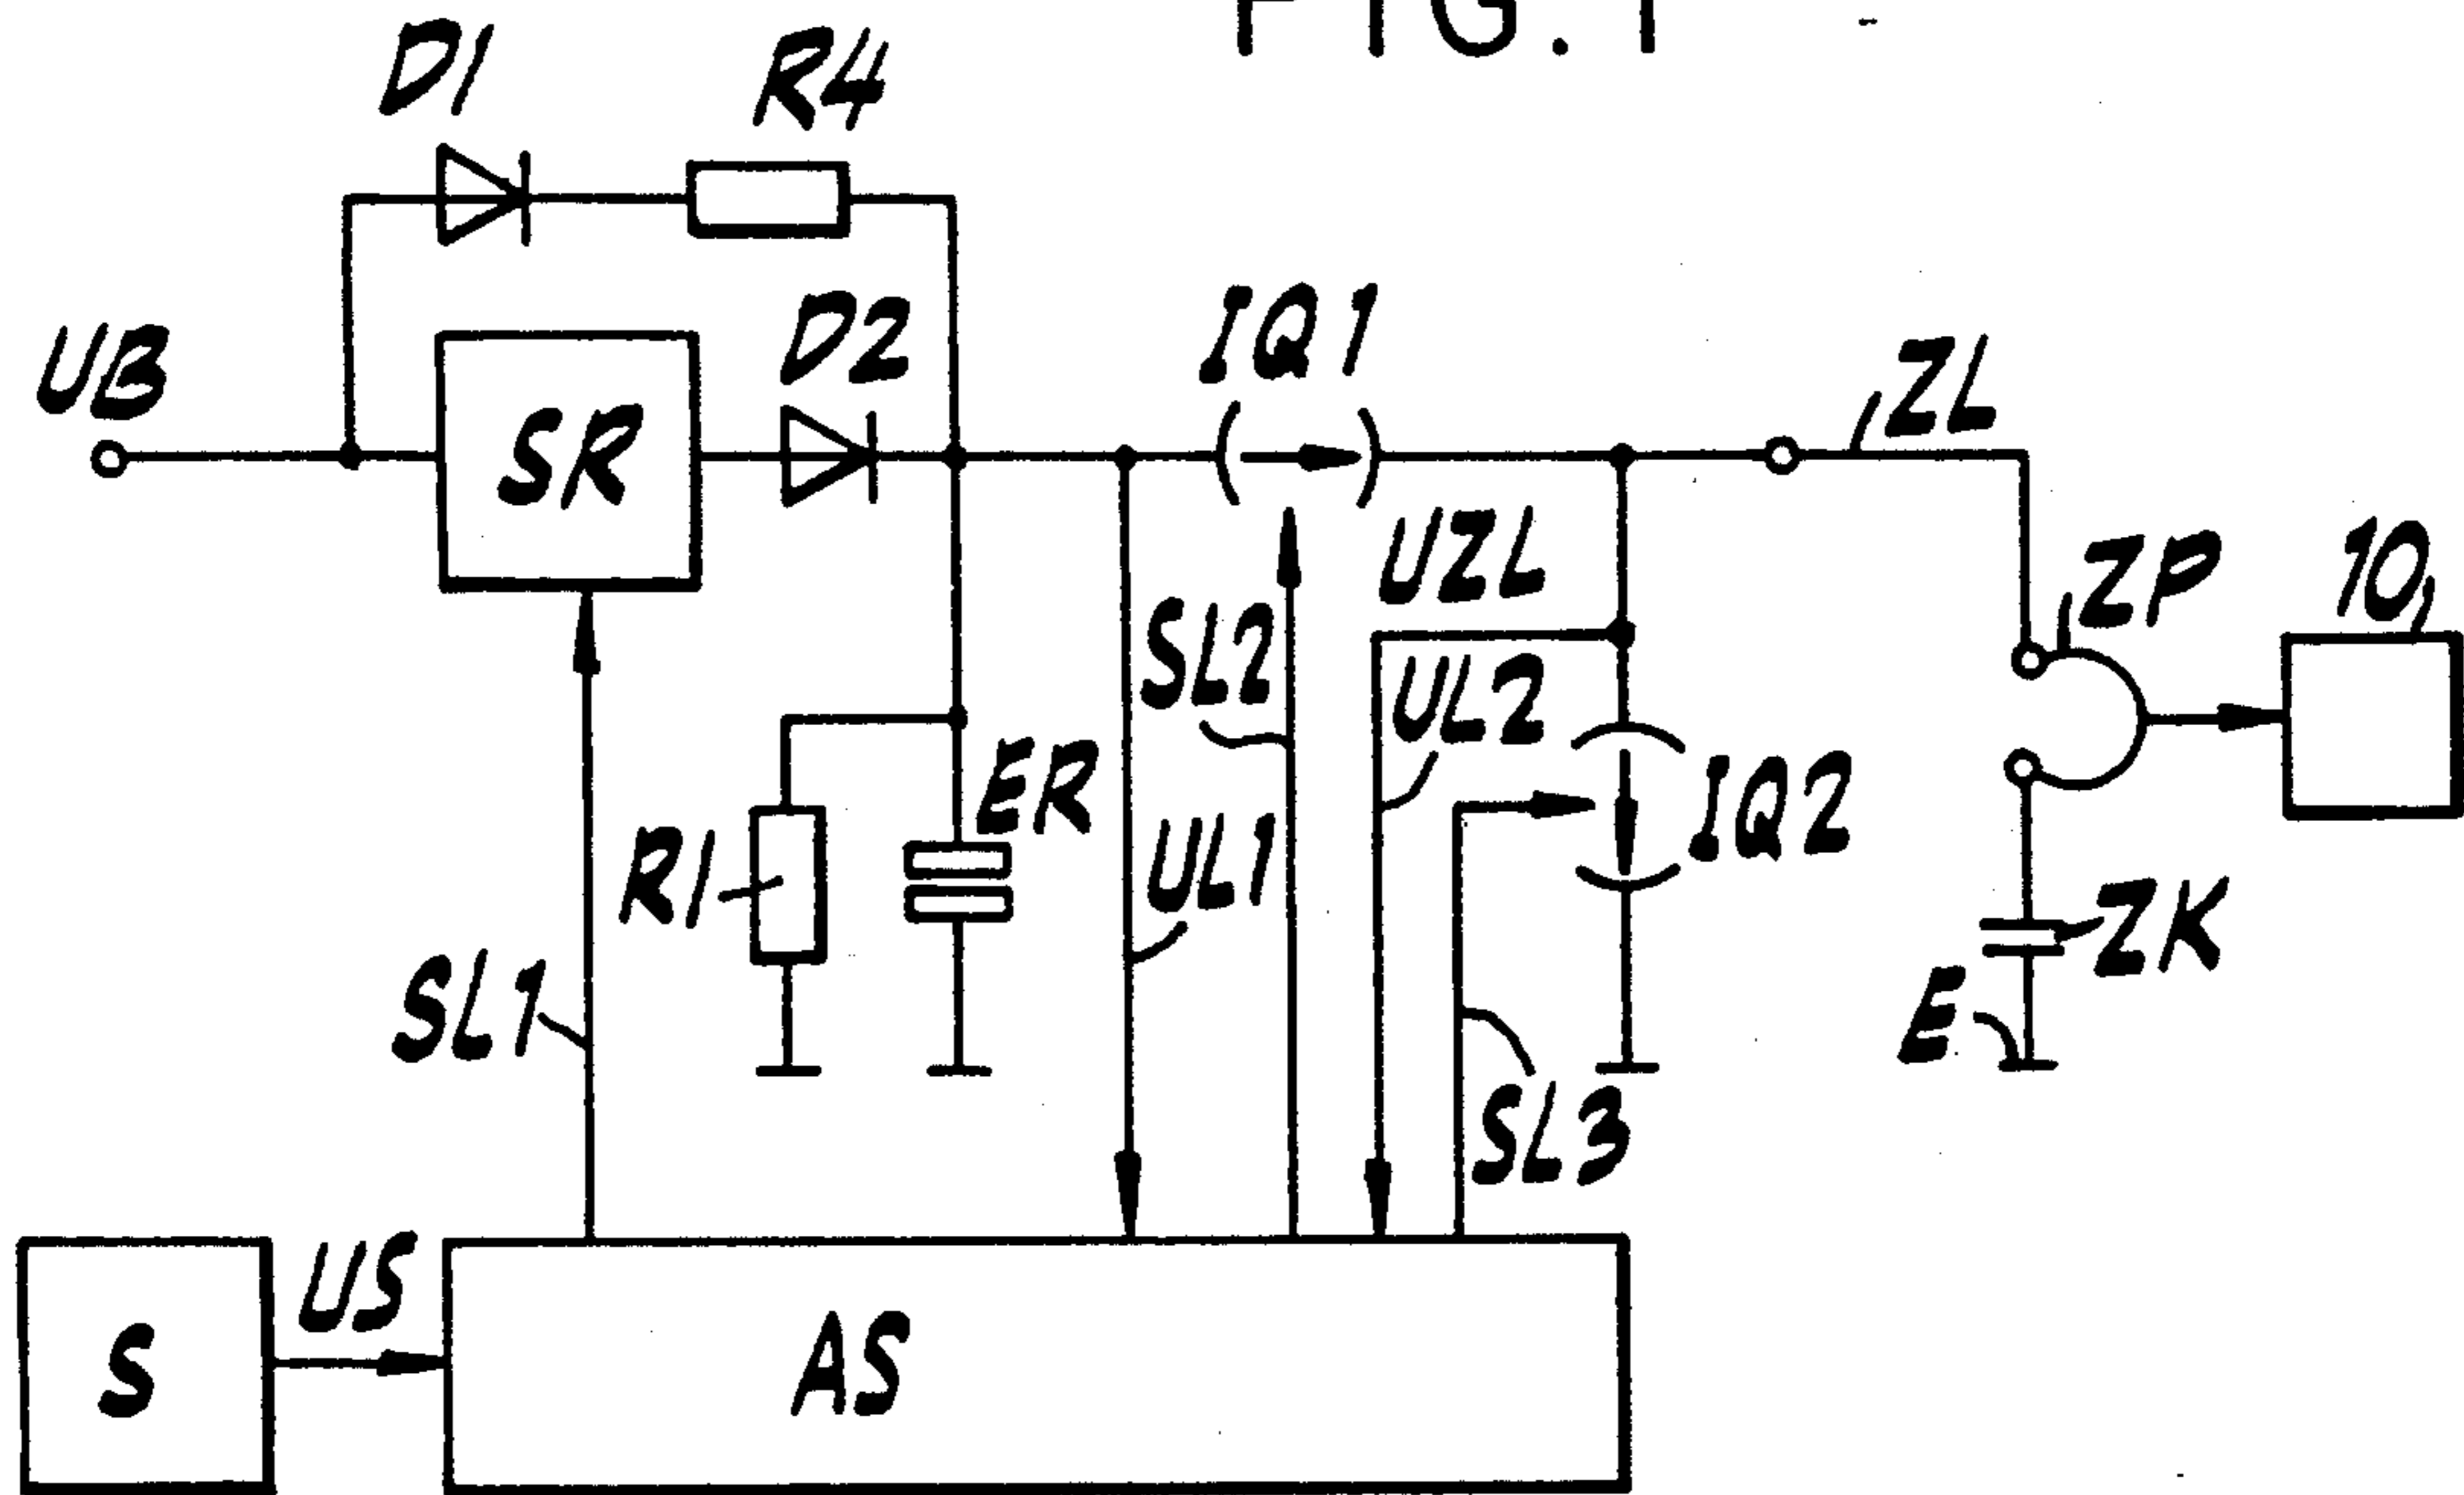 FIG.1
D1
R4
UB
SR
D2
IQ1
ZL
UZL
ZP
10
SL2
UL2
ER
IQ2
R1
UL1
ZK
SL1
E
SL3
US
S
AS